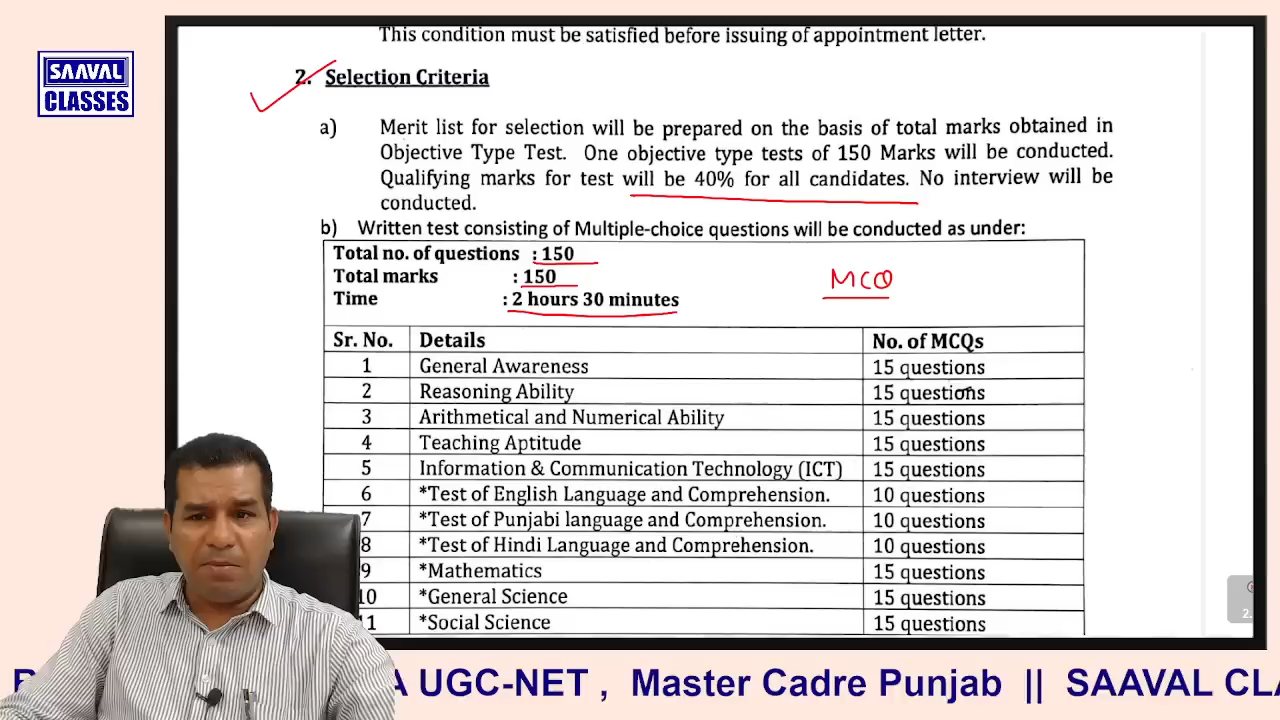 This condition must be satisfied before issuing of appointment letter.
SAAVAL
CLASSES
2. Selection Criteria
a) Merit list for selection will be prepared on the basis of total marks obtained in
Objective Type Test. One objective type tests of 150 Marks will be conducted.
Qualifying marks for test will be 40% for all candidates. No interview will be
conducted.
b) Written test consisting of Multiple-choice questions will be conducted as under:
Total no. of questions : 150
Total marks : 150
MCQ
Time : 2 hours 30 minutes
Sr. No. Details No. of MCQs
1 General Awareness 15 questions
2 Reasoning Ability 15 questions
3 Arithmetical and Numerical Ability 15 questions
4 Teaching Aptitude 15 questions
5 Information & Communication Technology (ICT) 15 questions
6 *Test of English Language and Comprehension. 10 questions
7 *Test of Punjabi language and Comprehension. 10 questions
8 *Test of Hindi Language and Comprehension. 10 questions
9 *Mathematics 15 questions
10 *General Science 15 questions
11 *Social Science 15 questions
2.
UGC-NET , Master Cadre Punjab || SAAVAL CLA